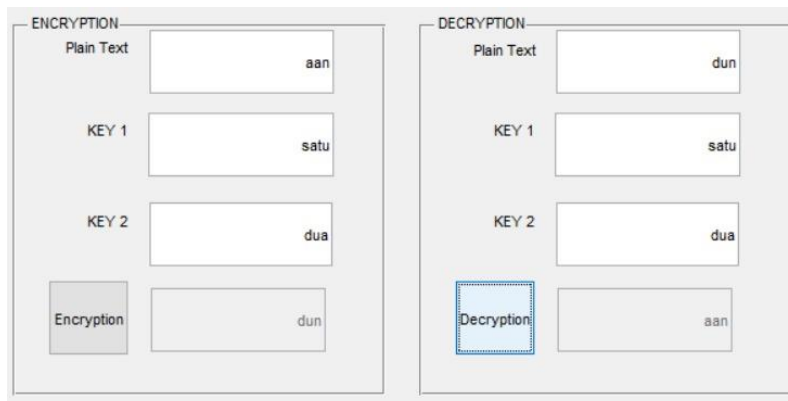 ENCRYPTION
Plain Text
aan
KEY 1
satu
KEY 2
dua
Encryption
dun
DECRYPTION
Plain Text
dun
KEY 1
satu
KEY 2
dua
Decryption
aan